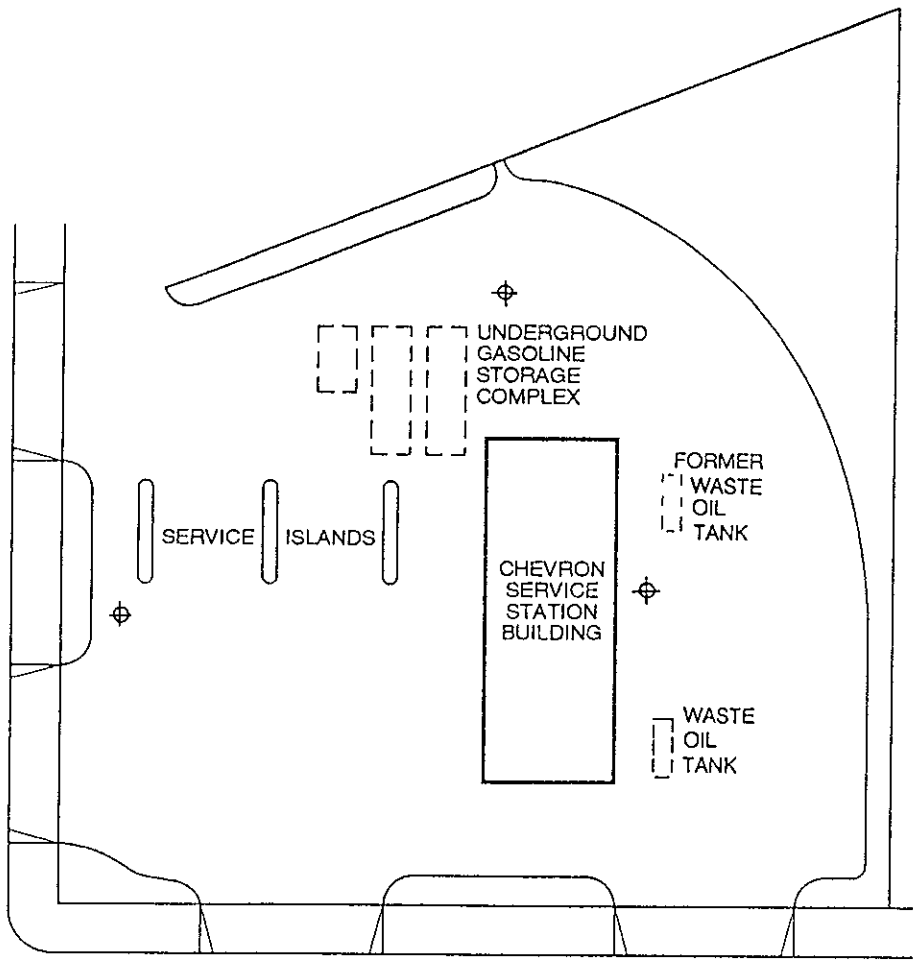 UNDERGROUND
GASOLINE
STORAGE
COMPLEX
FORMER
WASTE
OIL
TANK
SERVICE ISLANDS
CHEVRON
SERVICE
STATION
BUILDING
WASTE
OIL
TANK